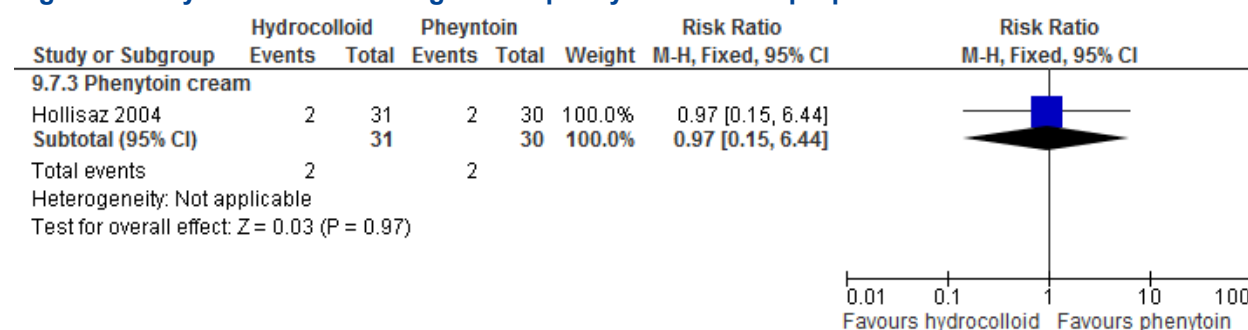 Hydrocolloid Pheyntoin Risk Ratio Risk Ratio
Study or Subgroup Events Total Events Total Weight M-H, Fixed, 95% CI M-H, Fixed, 95% CI
9.7.3 Phenytoin cream
Hollisaz 2004 2 31 2 30 100.0% 0.97 [0.15, 6.44]
Subtotal (95% CI) 31 30 100.0% 0.97 [0.15, 6.44]
Total events 2 2
Heterogeneity: Not applicable
Test for overall effect: Z = 0.03 (P = 0.97)
0.01 0.1 1 10 100
Favours hydrocolloid Favours phenytoin